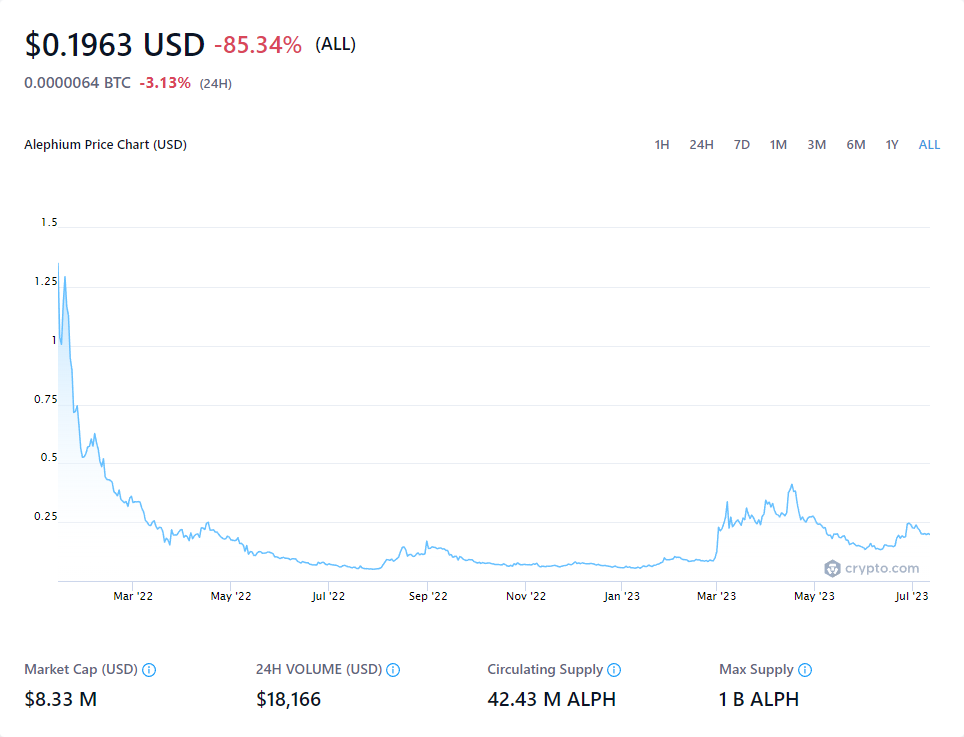 $0.1963 USD -85.34% (ALL)
0.0000064 BTC -3.13% (24H)
Alephium Price Chart (USD) 1H 24H 7D 1M 3M 6M 1Y ALL
1.5
1.25
1
0.75
0.5
0.25
crypto.com
Mar '22 May '22 Jul '22 Sep '22 Nov '22 Jan '23 Mar '23 May '23 Jul '23
Market Cap (USD) 24H VOLUME (USD) Circulating Supply Max Supply
$8.33 M $18,166 42.43 M ALPH 1 B ALPH